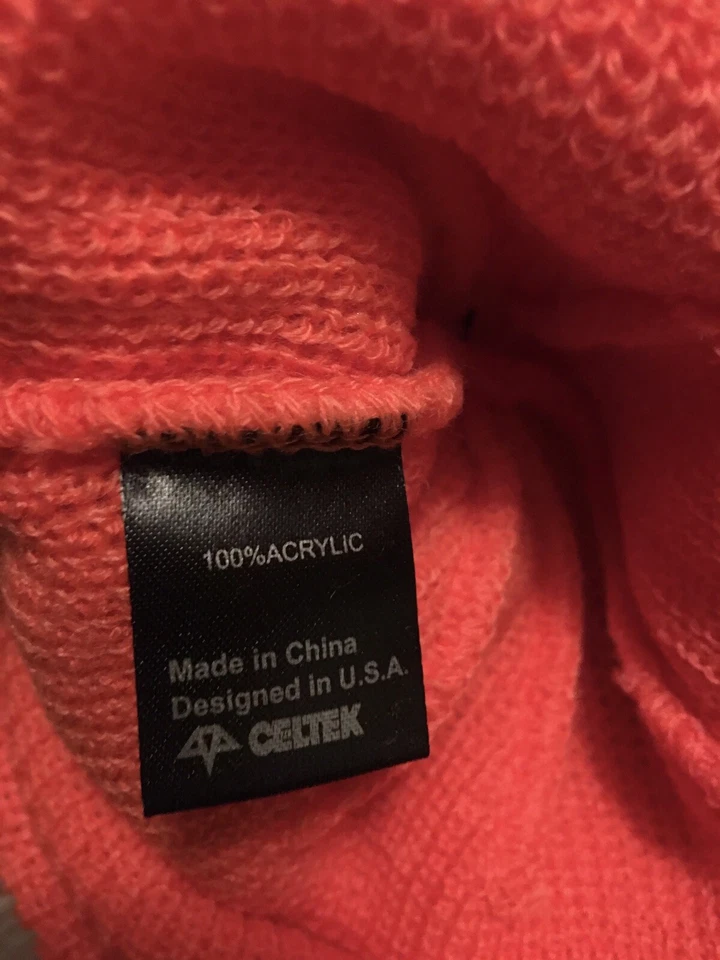 100%ACRYLIC
Made in China
Designed in U.S.A.
CELTEK